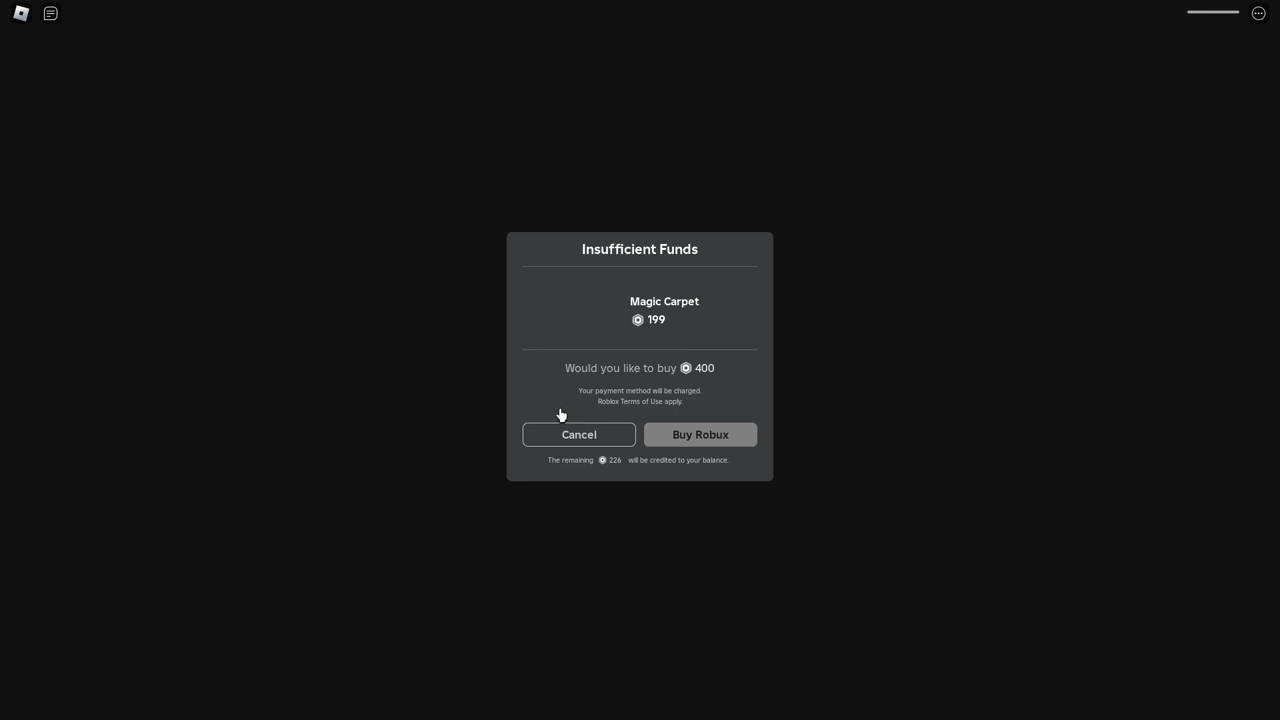 Insufficient Funds
Magic Carpet
199
Would you like to buy 400
Your payment method will be charged.
Roblox Terms of Use apply.
Cancel
Buy Robux
The remaining 226 will be credited to your balance.